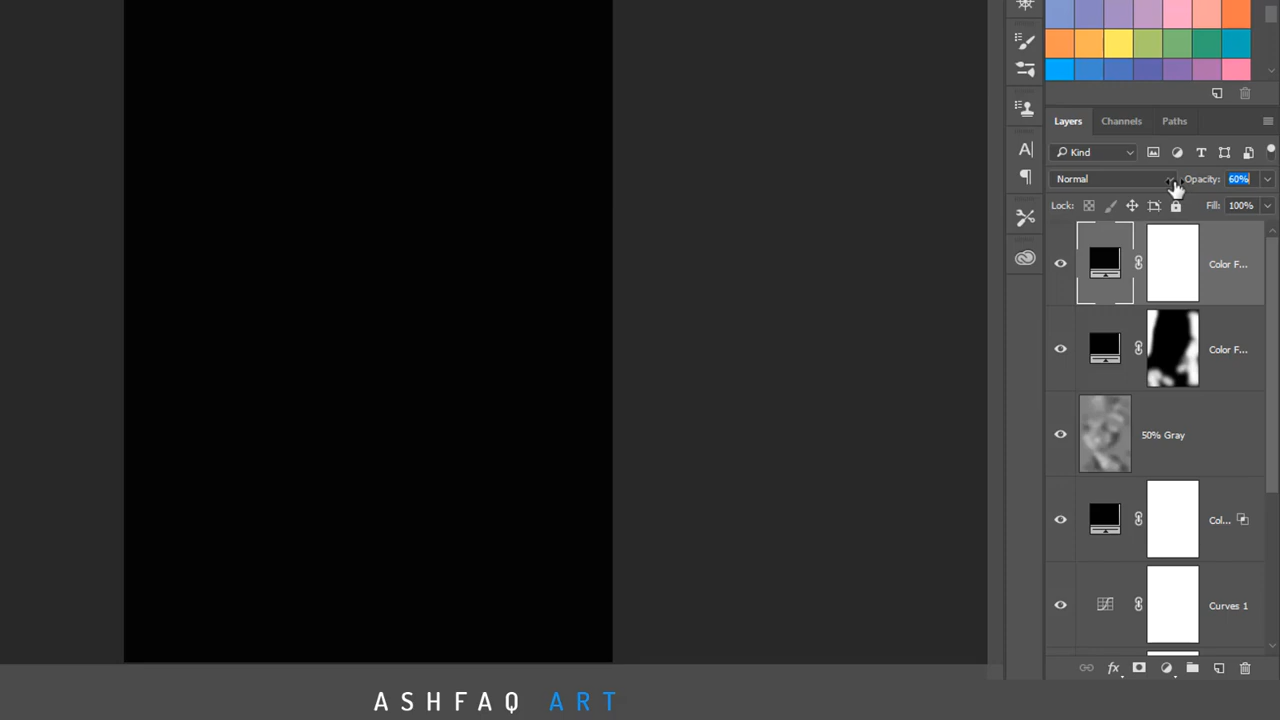 Layers Channels Paths
Kind T
Normal Opacity: 60%
Lock: Fill: 100%
Color F...
Color F...
50% Gray
Col...
Curves 1
fx
ASHFAQ ART